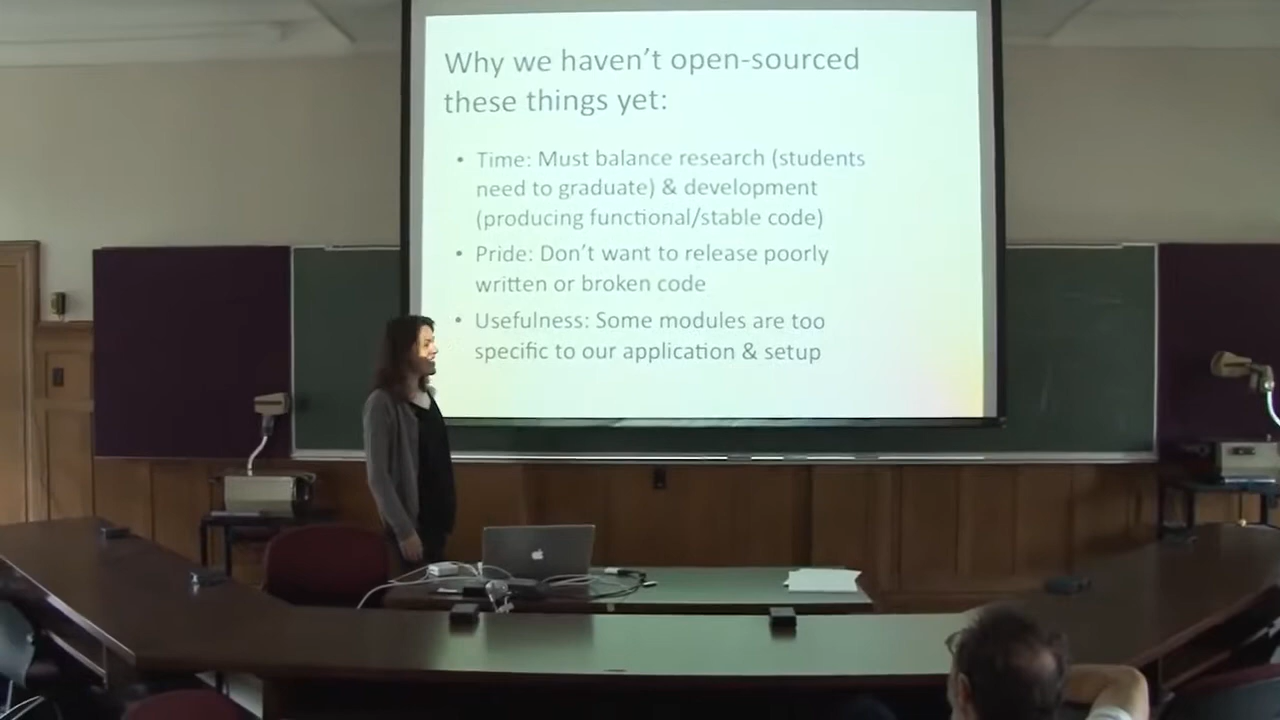 Why we haven't open-sourced
these things yet:
• Time: Must balance research (students
need to graduate) & development
(producing functional/stable code)
• Pride: Don't want to release poorly
written or broken code
• Usefulness: Some modules are too
specific to our application & setup